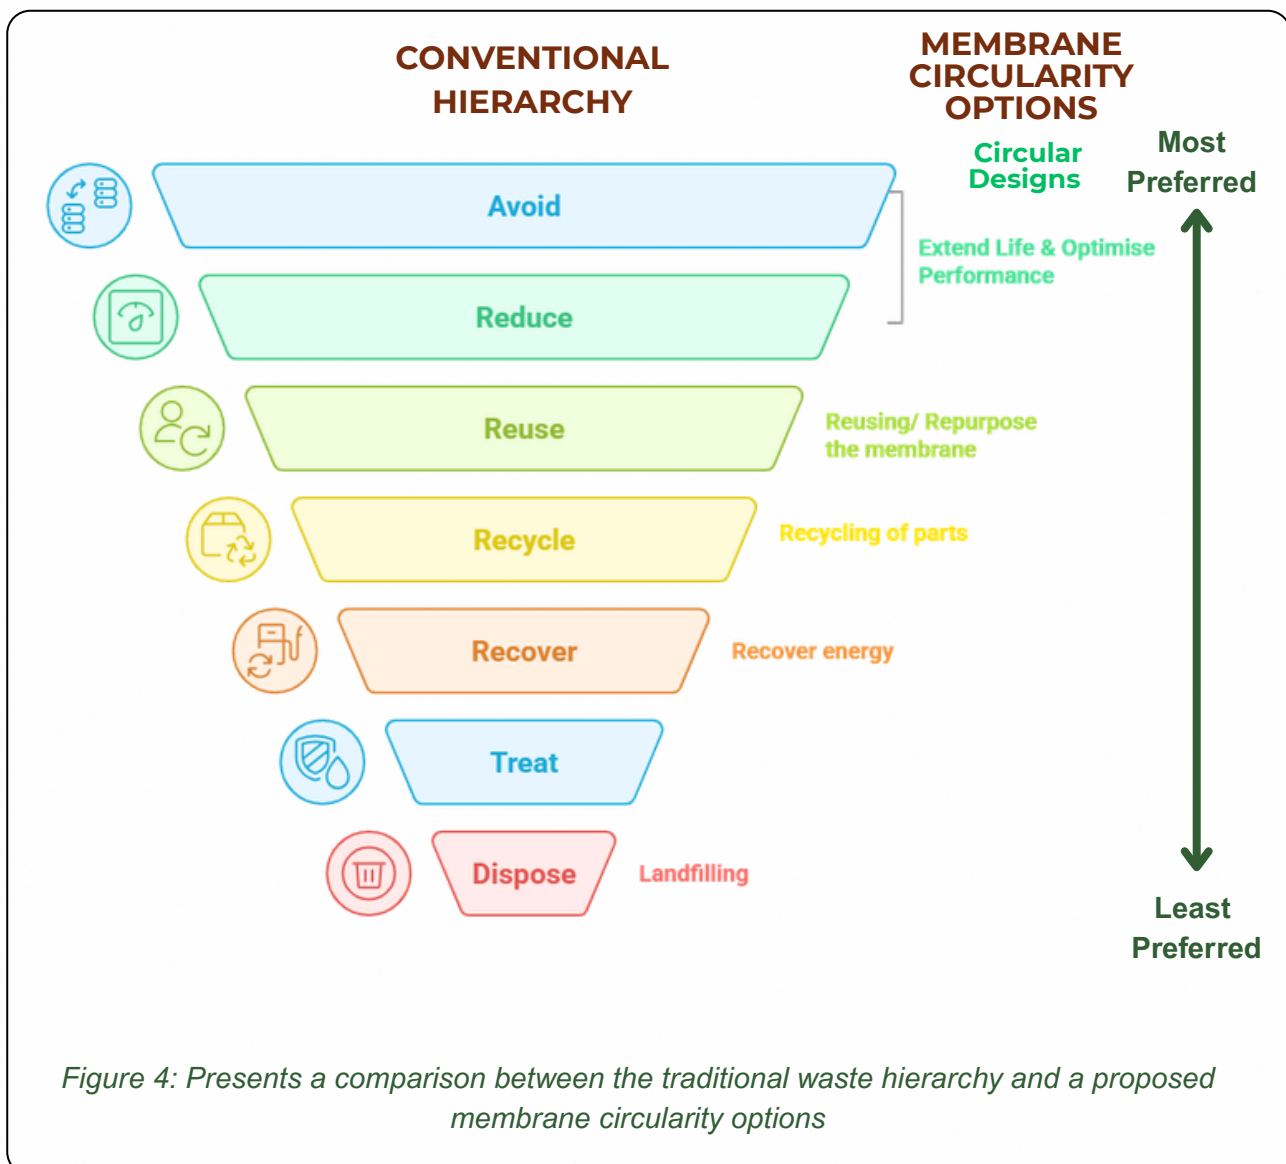 CONVENTIONAL
HIERARCHY
MEMBRANE
CIRCULARITY
OPTIONS
Circular
Designs
Most
Preferred
Avoid
Extend Life & Optimise
Performance
Reduce
Reuse
Reusing/ Repurpose
the membrane
Recycle
Recycling of parts
Recover
Recover energy
Treat
Dispose
Landfilling
Least
Preferred
Figure 4: Presents a comparison between the traditional waste hierarchy and a proposed
membrane circularity options